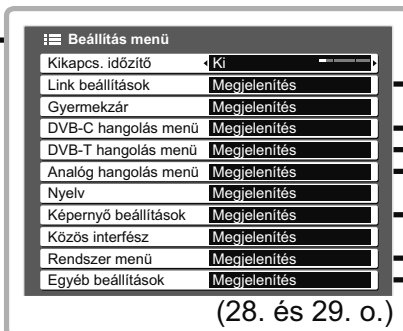 Beállítás menü
Kikapcs. időzítő Ki
Link beállítások Megjelenítés
Gyermekzár Megjelenítés
DVB-C hangolás menü Megjelenítés
DVB-T hangolás menü Megjelenítés
Analóg hangolás menü Megjelenítés
Nyelv Megjelenítés
Képernyő beállítások Megjelenítés
Közös interfész Megjelenítés
Rendszer menü Megjelenítés
Egyéb beállítások Megjelenítés
(28. és 29. o.)